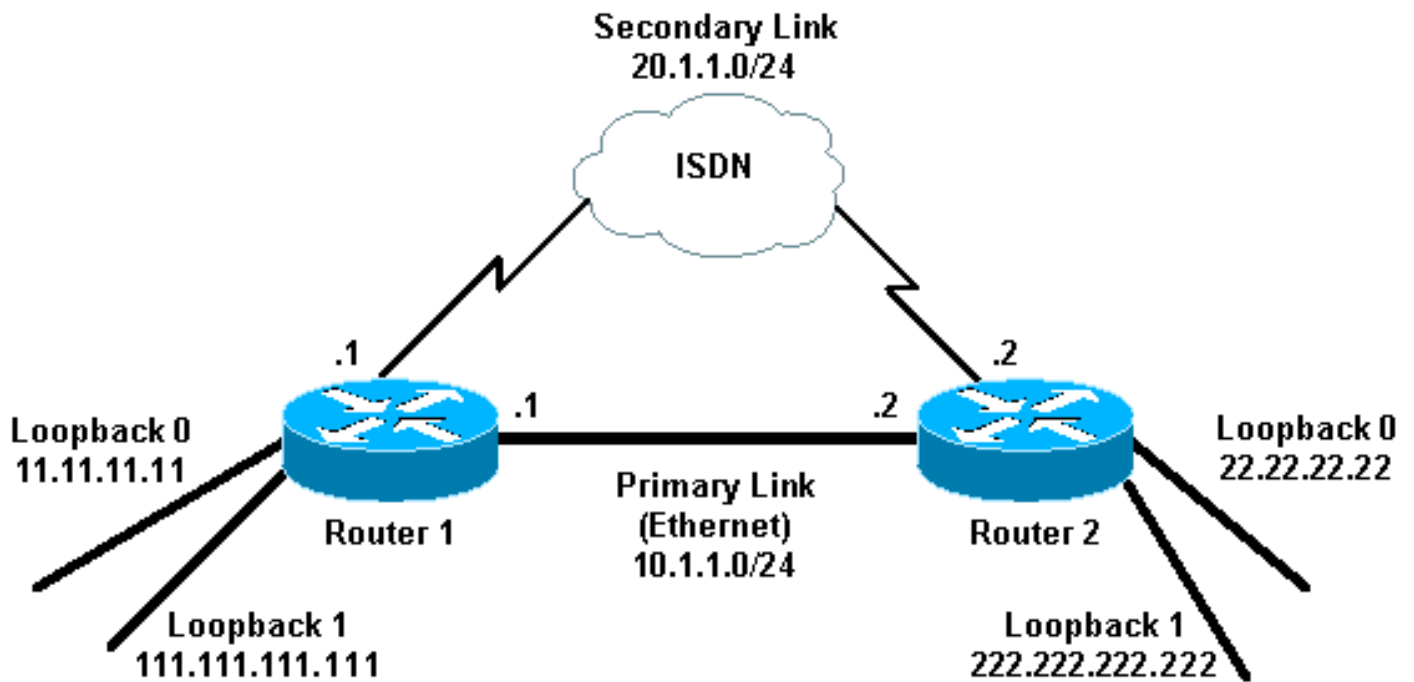 Secondary Link
20.1.1.0/24
ISDN
.1
.2
.1
.2
Loopback 0
11.11.11.11
Loopback 0
22.22.22.22
Primary Link
(Ethernet)
10.1.1.0/24
Router 1
Router 2
Loopback 1
111.111.111.111
Loopback 1
222.222.222.222